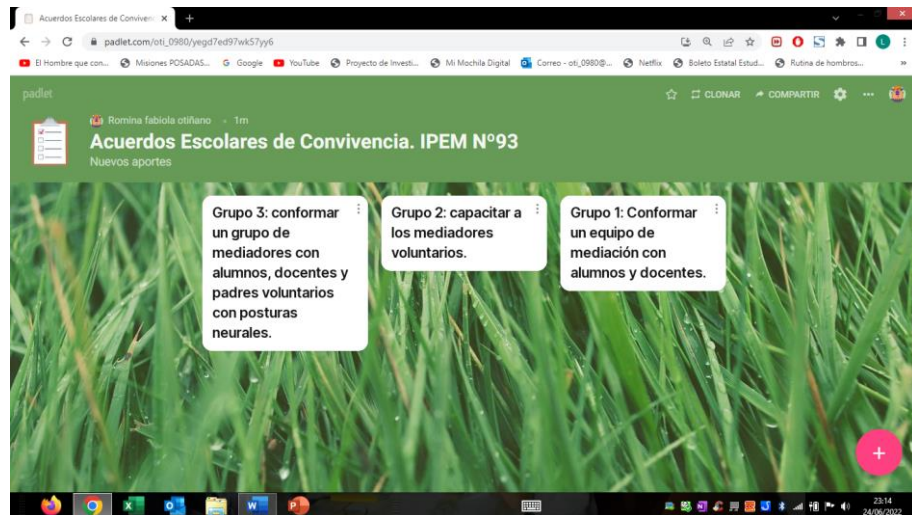 Acuerdos Escolares de Conviven
padlet.com/oti_0980/yegd7ed97wk57yy6
El Hombre que con... Misiones POSADAS... Google YouTube Proyecto de Investi... Mi Mochila Digital Correo - oti_0980@... Netflix Boleto Estatal Estud... Rutina de hombros... »
padlet CLONAR COMPARTIR
Romina fabiola otiñano · 1m
Acuerdos Escolares de Convivencia. IPEM Nº93
Nuevos aportes
Grupo 3: conformar
un grupo de
mediadores con
alumnos, docentes y
padres voluntarios
con posturas
neurales.
Grupo 2: capacitar a
los mediadores
voluntarios.
Grupo 1: Conformar
un equipo de
mediación con
alumnos y docentes.
23:14
24/06/2022